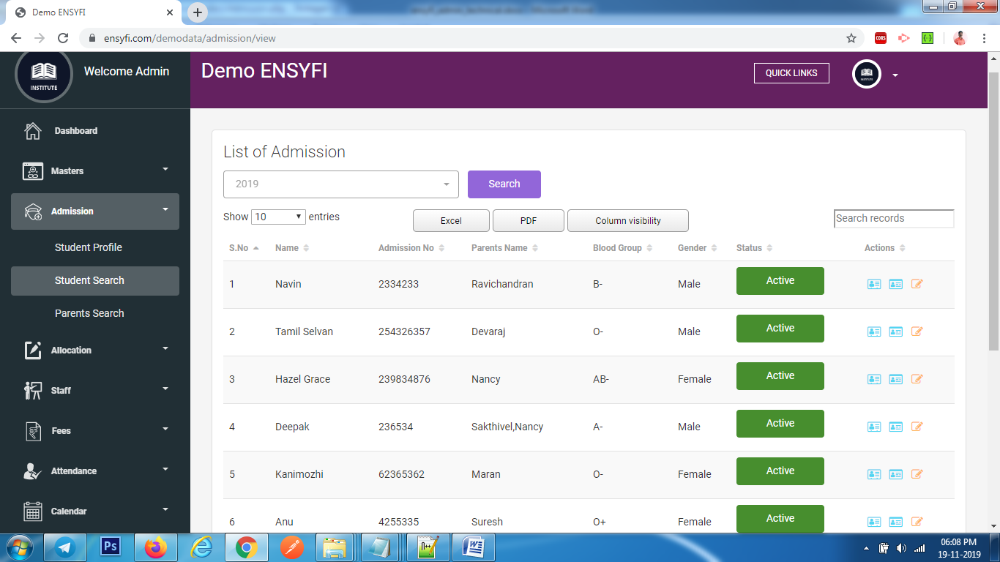 Demo ENSYFI
ensyfi.com/demodata/admission/view
CORS
INSTITUTE
Welcome Admin
Demo ENSYFI
QUICK LINKS
Dashboard
Masters
Admission
Student Profile
Student Search
Parents Search
Allocation
Staff
Fees
Attendance
Calendar
List of Admission
2019
Search
Show 10 entries
Excel
PDF
Column visibility
Search records
S.No Name Admission No Parents Name Blood Group Gender Status Actions
1 Navin 2334233 Ravichandran B- Male Active
2 Tamil Selvan 254326357 Devaraj O- Male Active
3 Hazel Grace 239834876 Nancy AB- Female Active
4 Deepak 236534 Sakthivel,Nancy A- Male Active
5 Kanimozhi 62365362 Maran O- Female Active
6 Anu 4255335 Suresh O+ Female Active
Ps
06:08 PM
19-11-2019